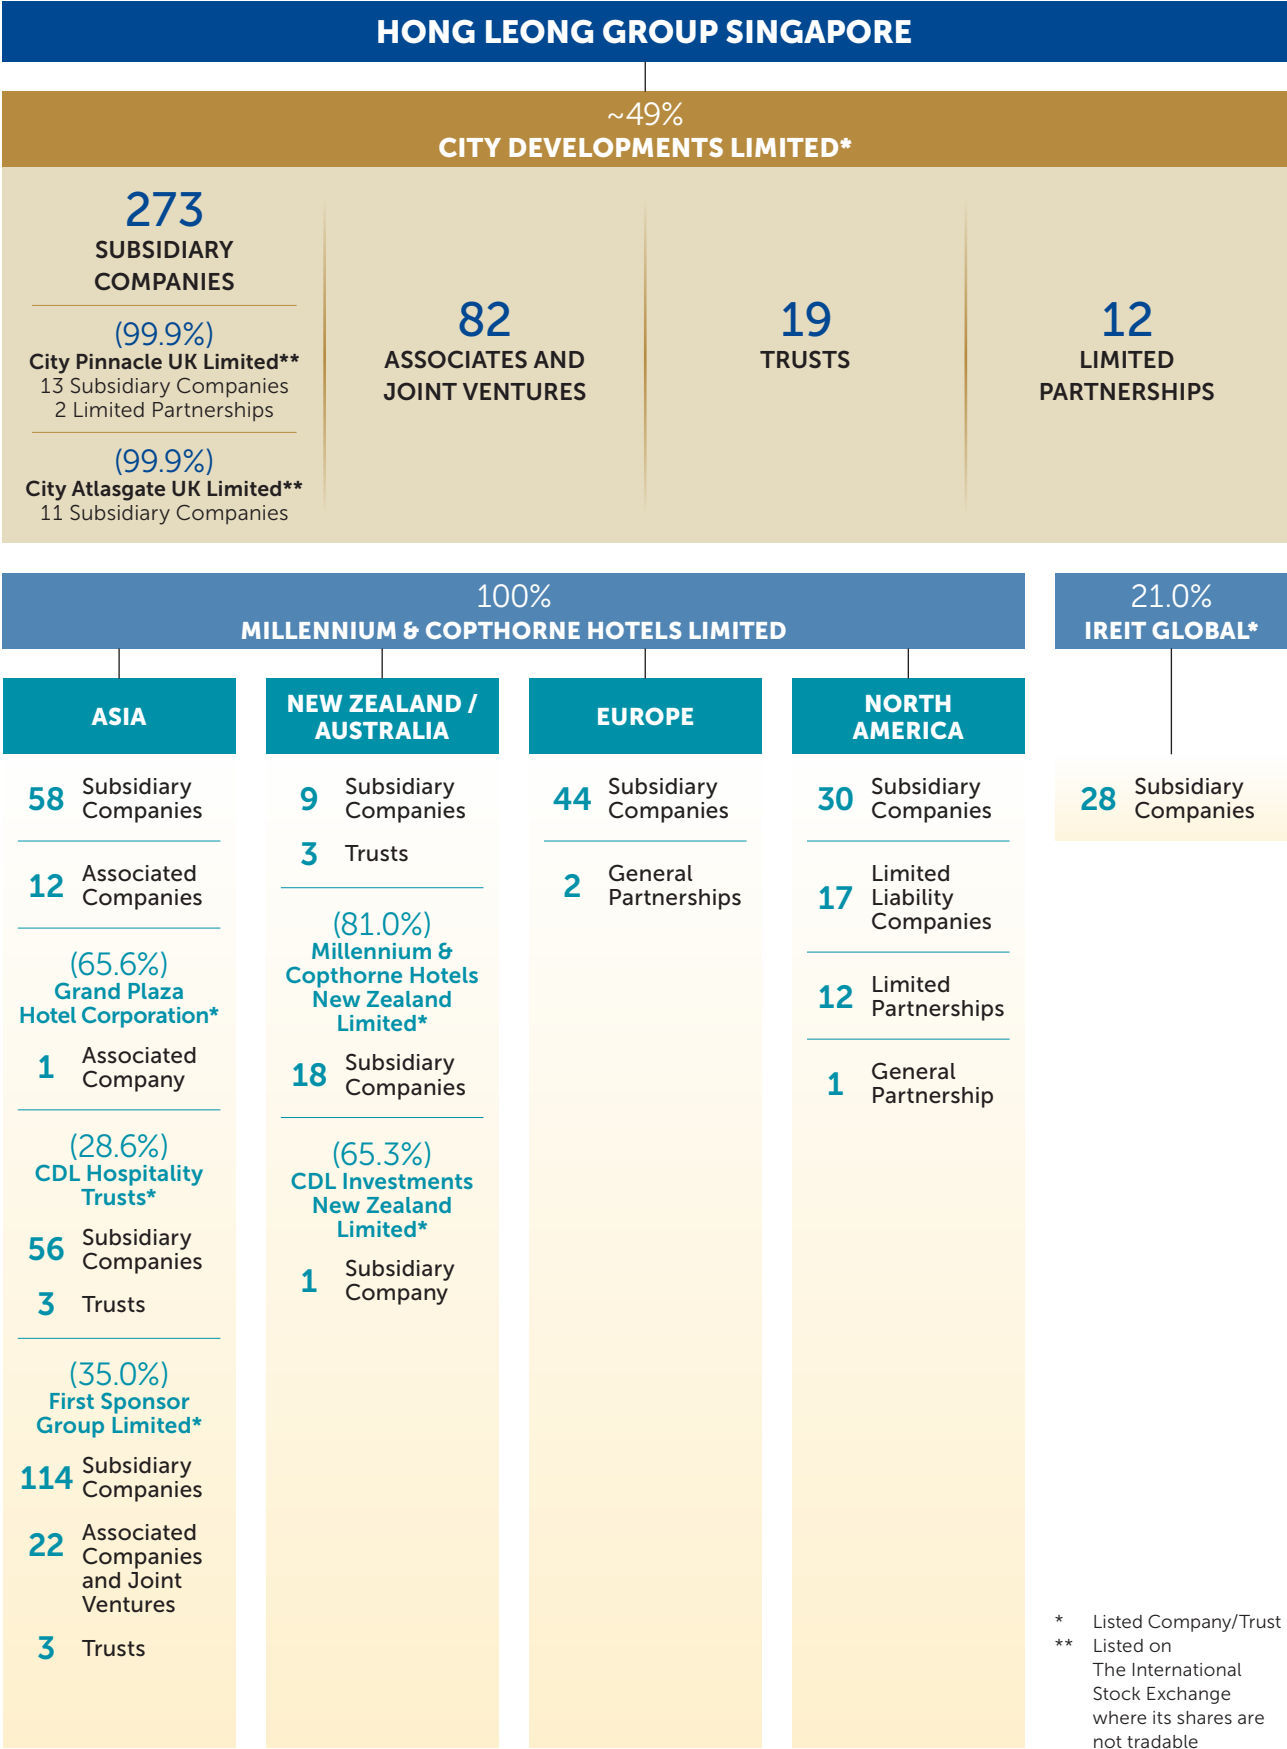 HONG LEONG GROUP SINGAPORE
~49%
CITY DEVELOPMENTS LIMITED*
273
SUBSIDIARY
COMPANIES
(99.9%)
City Pinnacle UK Limited**
13 Subsidiary Companies
2 Limited Partnerships
(99.9%)
City Atlasgate UK Limited**
11 Subsidiary Companies
82
ASSOCIATES AND
JOINT VENTURES
19
TRUSTS
12
LIMITED
PARTNERSHIPS
100%
MILLENNIUM & COPTHORNE HOTELS LIMITED
ASIA
58 Subsidiary
Companies
12 Associated
Companies
(65.6%)
Grand Plaza
Hotel Corporation*
1 Associated
Company
(28.6%)
CDL Hospitality
Trusts*
56 Subsidiary
Companies
3 Trusts
(35.0%)
First Sponsor
Group Limited*
114 Subsidiary
Companies
22 Associated
Companies
and Joint
Ventures
3 Trusts
NEW ZEALAND /
AUSTRALIA
9 Subsidiary
Companies
3 Trusts
(81.0%)
Millennium &
Copthorne Hotels
New Zealand
Limited*
18 Subsidiary
Companies
(65.3%)
CDL Investments
New Zealand
Limited*
1 Subsidiary
Company
EUROPE
44 Subsidiary
Companies
2 General
Partnerships
NORTH
AMERICA
30 Subsidiary
Companies
17 Limited
Liability
Companies
12 Limited
Partnerships
1 General
Partnership
21.0%
IREIT GLOBAL*
28 Subsidiary
Companies
* Listed Company/Trust
** Listed on
The International
Stock Exchange
where its shares are
not tradable